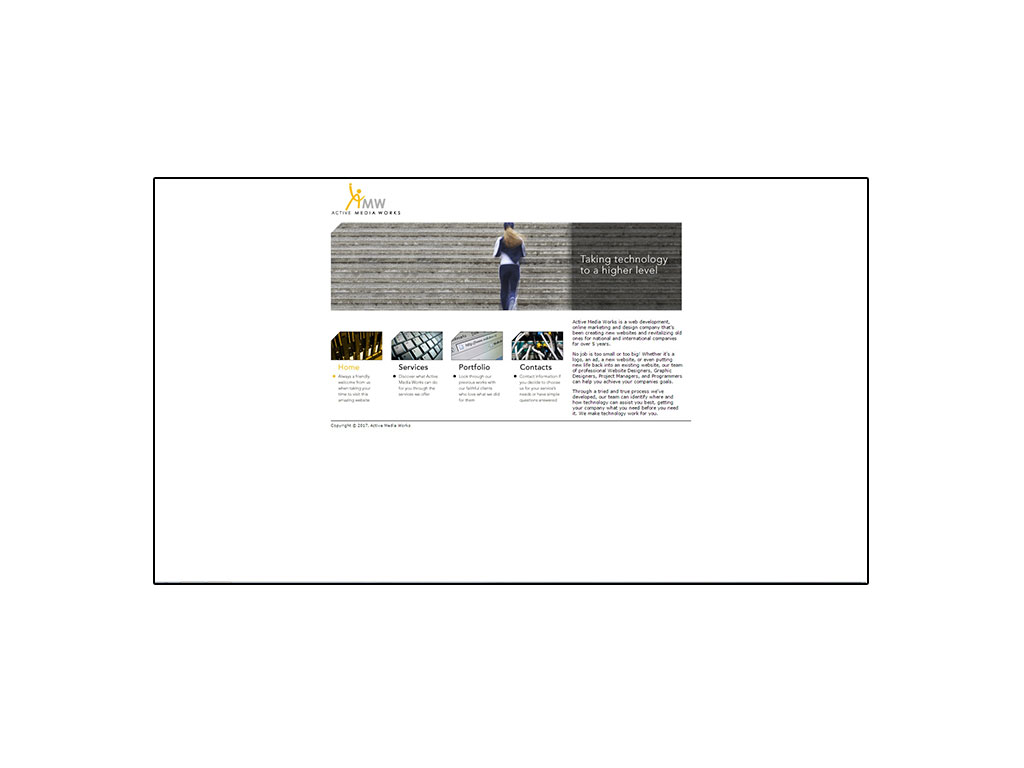 AMW
ACTIVE MEDIA WORKS
Taking technology
to a higher level
Home
Always a friendly
welcome from us
when taking your
time to visit this
amazing website
Services
Discover what Active
Media Works can do
for you through the
services we offer
Portfolio
Look through our
previous works with
our faithful clients
who love what we did
for them
Contacts
Contact information if
you decide to choose
us for your service's
needs or have simple
questions answered
Active Media Works is a web development,
online marketing and design company that's
been creating new websites and revitalizing old
ones for national and international companies
for over 5 years.
No job is too small or too big! Whether it's a
logo, an ad, a new website, or even putting
new life back into an existing website, our team
of professional Website Designers, Graphic
Designers, Project Managers, and Programmers
can help you achieve your companies goals.
Through a tried and true process we've
developed, our team can identify where and
how technology can assist you best, getting
your company what you need before you need
it. We make technology work for you.
Copyright © 2017, Active Media Works